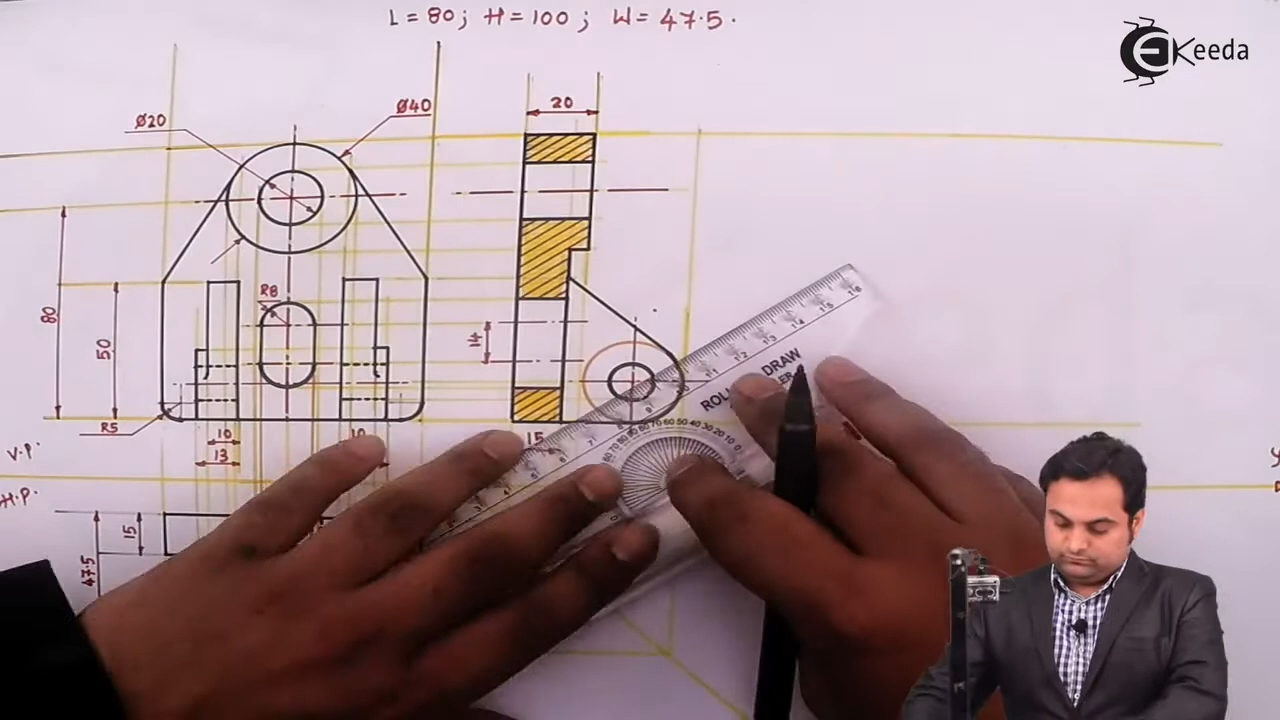 L = 80 ; H = 100 ; W = 47.5 .
EKeeda
Ø20
Ø40
20
80
50
R8
14
R5
10
13
10
15
V.P.
H.P.
15
47.5
ROLL
DRAW